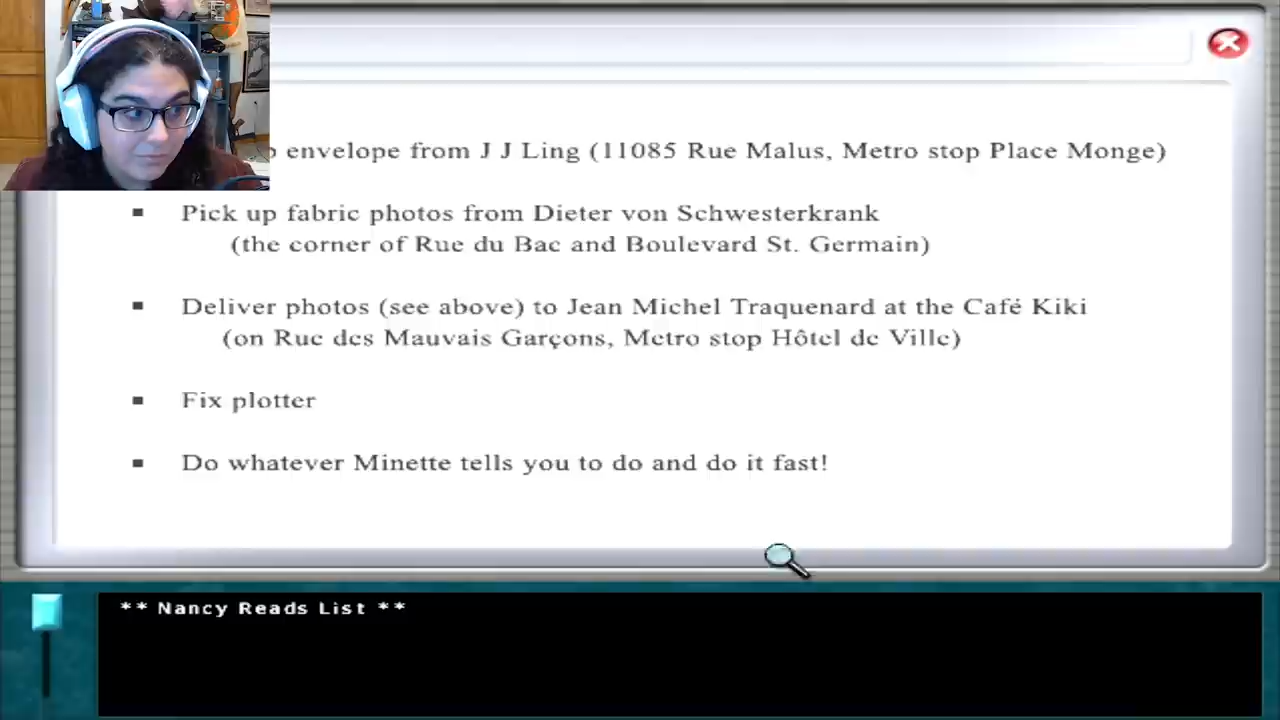 envelope from J J Ling (11085 Rue Malus, Metro stop Place Monge)
Pick up fabric photos from Dieter von Schwesterkrank
(the corner of Rue du Bac and Boulevard St. Germain)
Deliver photos (see above) to Jean Michel Traquenard at the Café Kiki
(on Rue des Mauvais Garçons, Metro stop Hôtel de Ville)
Fix plotter
Do whatever Minette tells you to do and do it fast!
** Nancy Reads List **